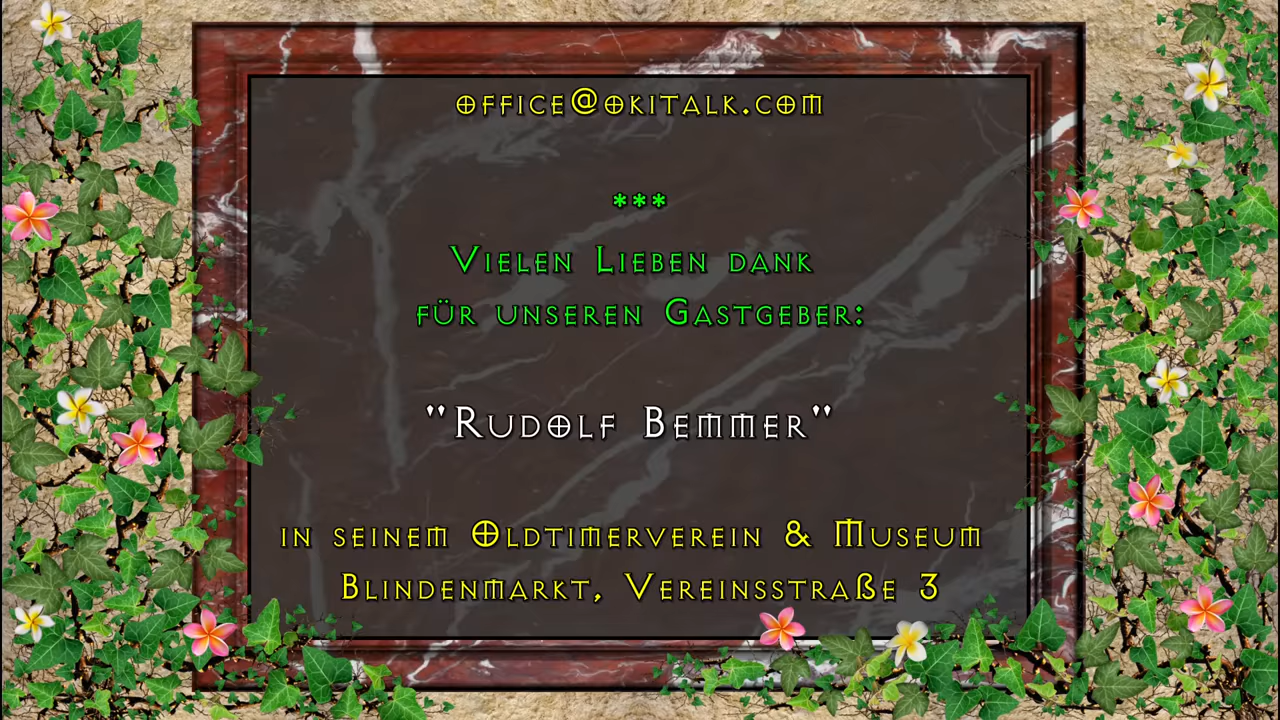 office@okitalk.com
***
Vielen Lieben dank
für unseren Gastgeber:
"Rudolf Bemmer"
in seinem Oldtimerverein & Museum
Blindenmarkt, Vereinsstraße 3